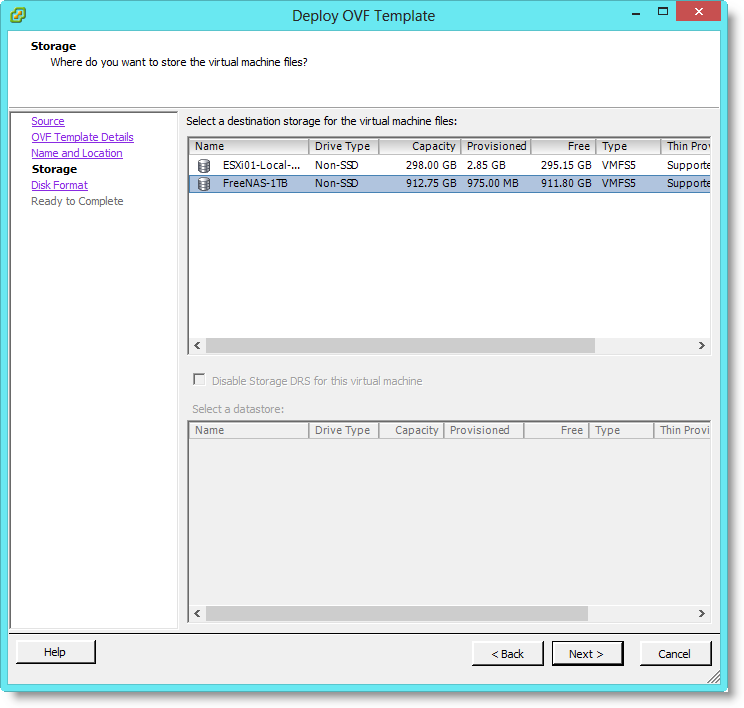 Deploy OVF Template
Storage
Where do you want to store the virtual machine files?
Source
OVF Template Details
Name and Location
Storage
Disk Format
Ready to Complete
Select a destination storage for the virtual machine files:
Name Drive Type Capacity Provisioned Free Type Thin Prov
ESXi01-Local-... Non-SSD 298.00 GB 2.85 GB 295.15 GB VMFS5 Supporte
FreeNAS-1TB Non-SSD 912.75 GB 975.00 MB 911.80 GB VMFS5 Supporte
Disable Storage DRS for this virtual machine
Select a datastore:
Name Drive Type Capacity Provisioned Free Type Thin Provi
Help < Back Next > Cancel